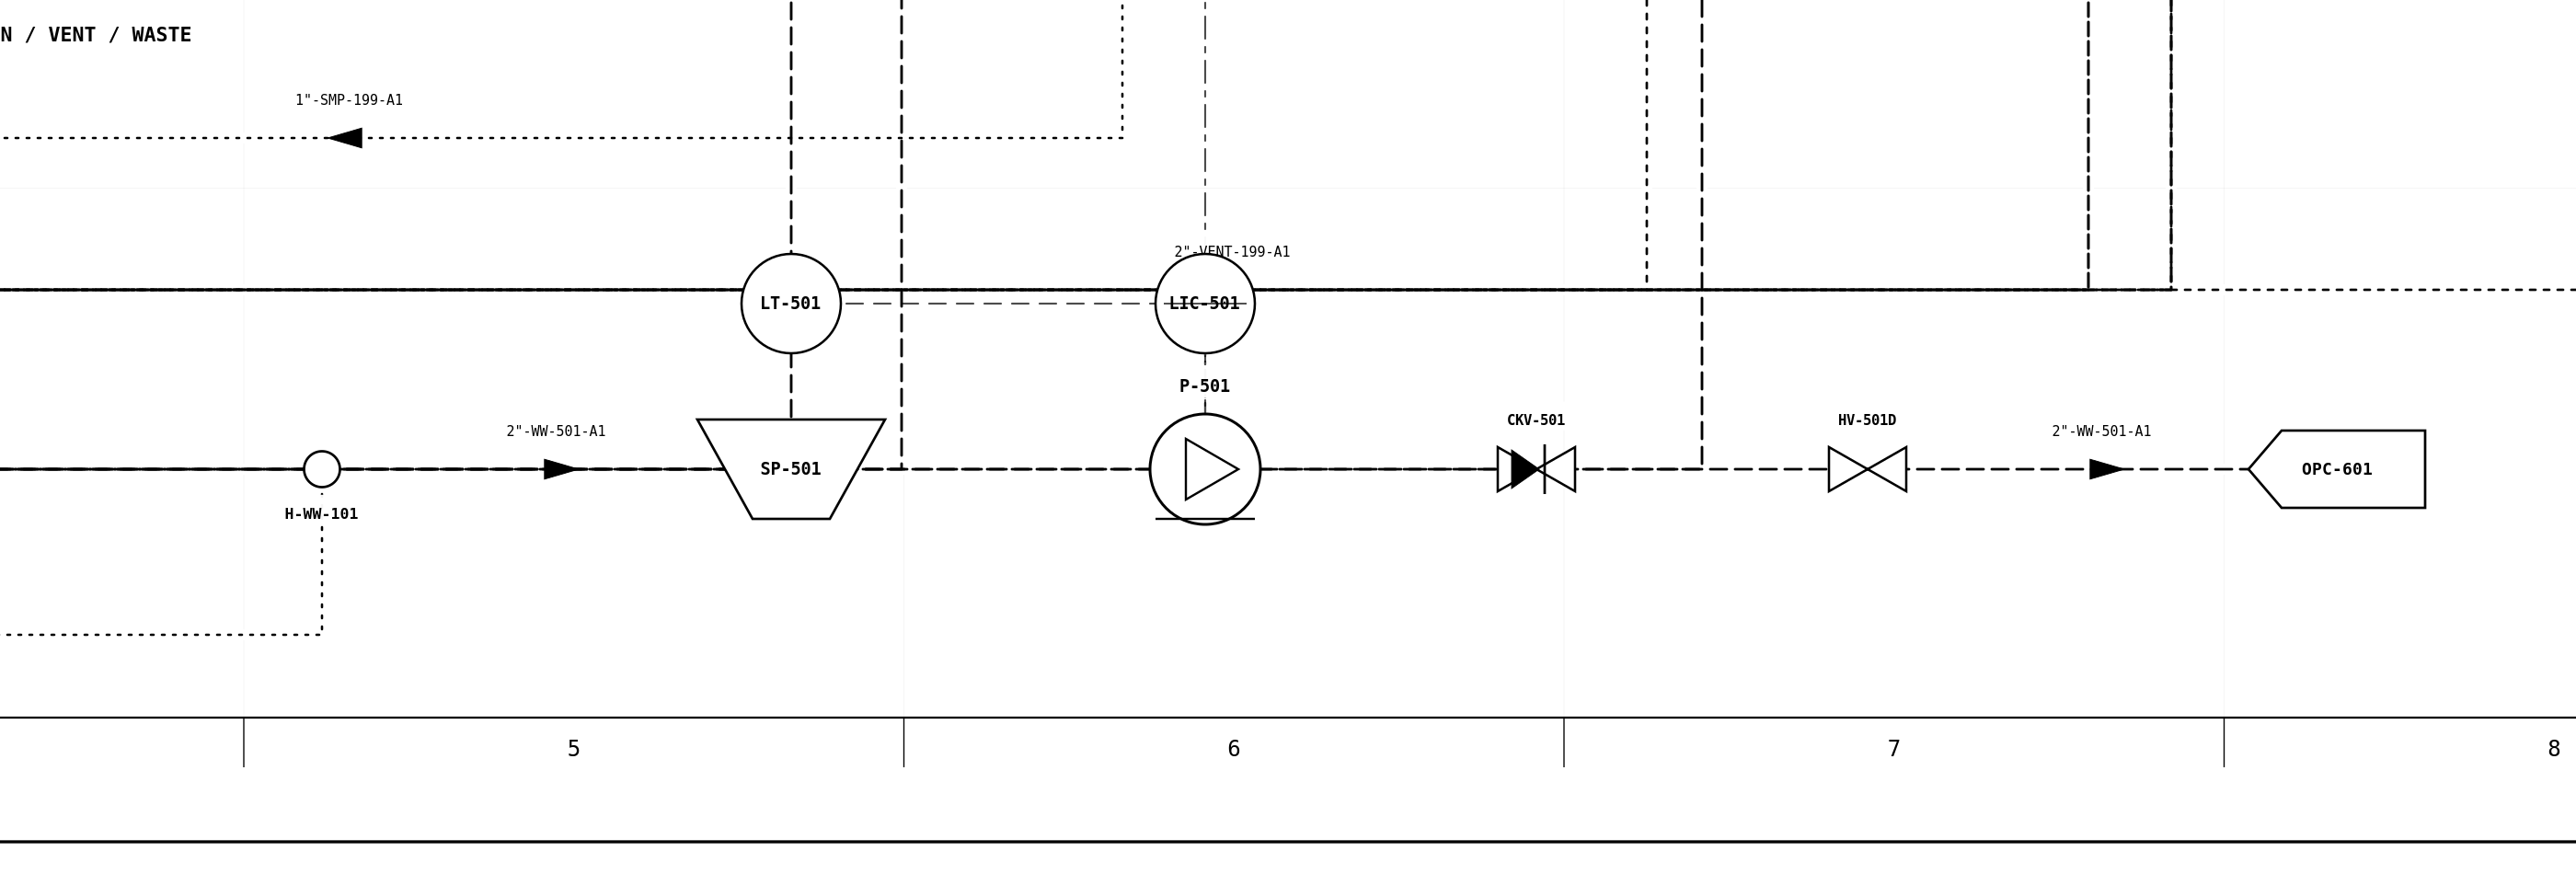 N / VENT / WASTE
1"-SMP-199-A1
2"-VENT-199-A1
LT-501
LIC-501
P-501
CKV-501
HV-501D
2"-WW-501-A1
2"-WW-501-A1
SP-501
OPC-601
H-WW-101
5
6
7
8